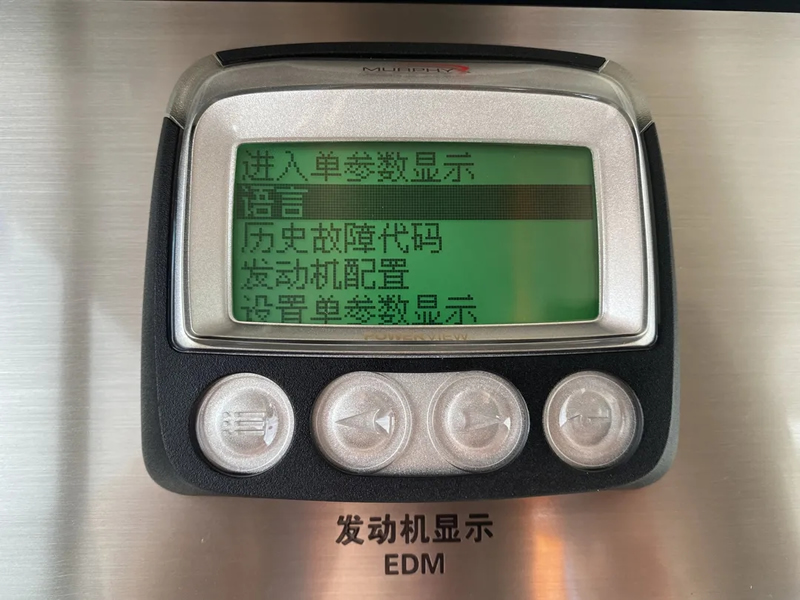 MURPHY
进入单参数显示
语言
历史故障代码
发动机配置
设置单参数显示
POWERVIEW
发动机显示
EDM